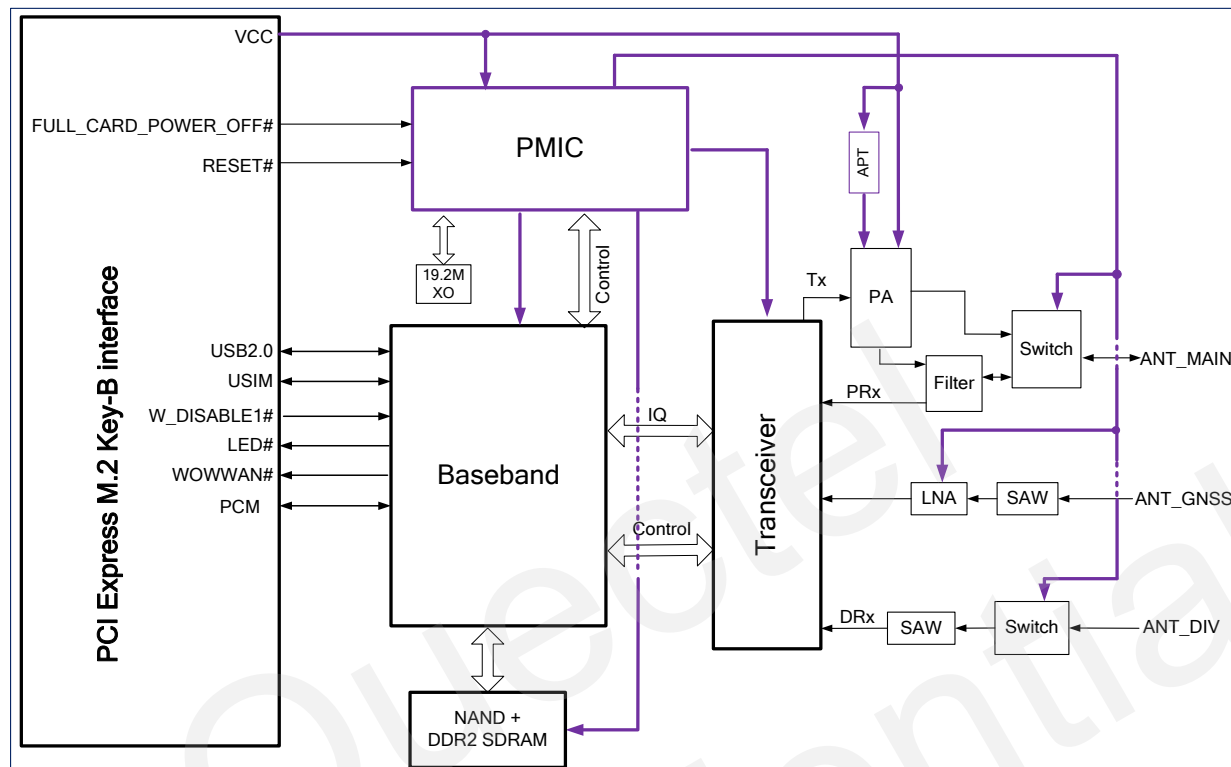 PCI Express M.2 Key-B interface
VCC
FULL_CARD_POWER_OFF#
RESET#
USB2.0
USIM
W_DISABLE1#
LED#
WOWWAN#
PCM
PMIC
19.2M
XO
Control
Baseband
IQ
Control
NAND +
DDR2 SDRAM
Transceiver
APT
Tx
PA
Filter
PRx
Switch
ANT_MAIN
LNA
SAW
ANT_GNSS
DRx
SAW
Switch
ANT_DIV
Quectel